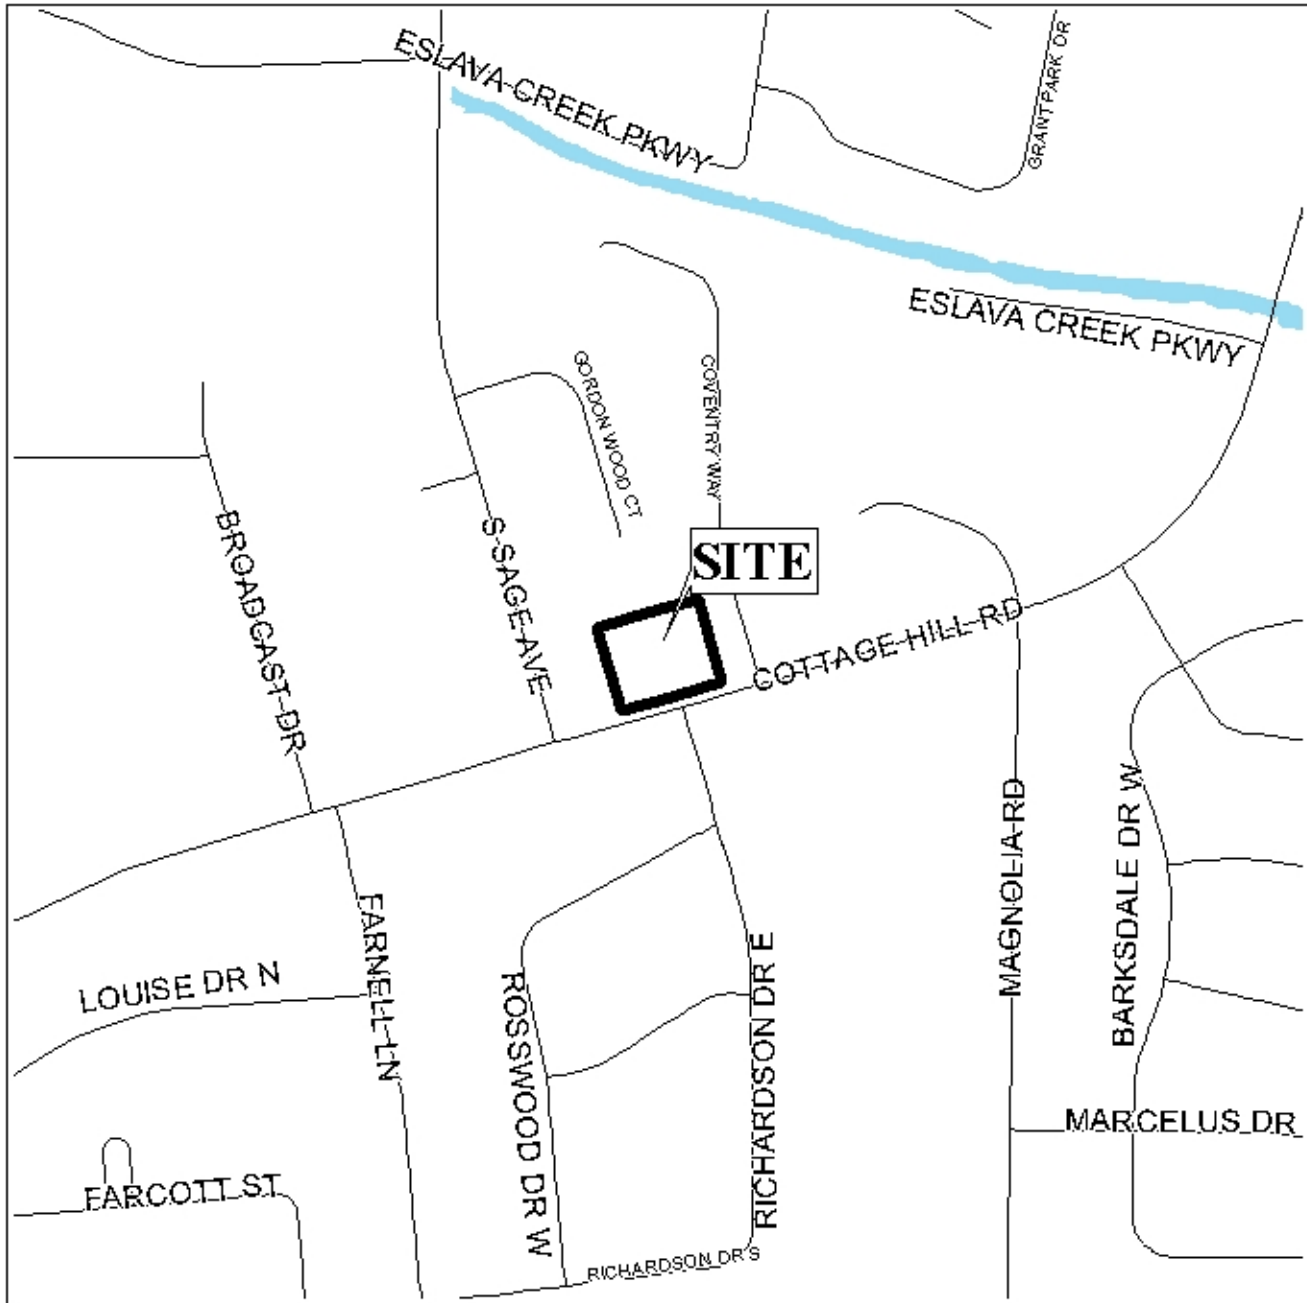 ESLAVA CREEK PKWY
GRANTPARK DR
ESLAVA CREEK PKWY
GORDON WOOD CT
COVENTRY WAY
BROADCAST DR
S SAGE AVE
SITE
COTTAGE HILL RD
MAGNOLIA RD
BARKSDALE DR W
FARNELL LN
LOUISE DR N
ROSSWOOD DR W
RICHARDSON DR E
MARCELUS DR
FARCOTT ST
RICHARDSON DR S